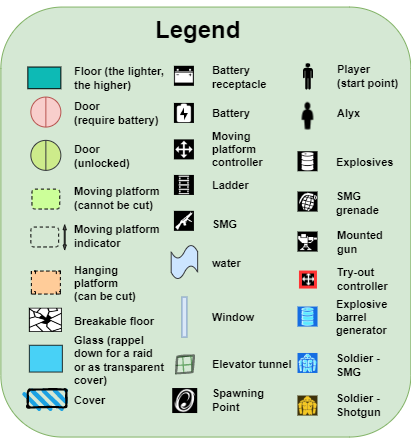 Legend
Floor (the lighter,
the higher)
Door
(require battery)
Door
(unlocked)
Moving platform
(cannot be cut)
Moving platform
indicator
Hanging
platform
(can be cut)
Breakable floor
Glass (rappel
down for a raid
or as transparent
cover)
Cover
Battery
receptacle
Battery
Moving
platform
controller
Ladder
SMG
water
Window
Elevator tunnel
Spawning
Point
Player
(start point)
Alyx
Explosives
SMG
grenade
Mounted
gun
Try-out
controller
Explosive
barrel
generator
Soldier -
SMG
Soldier -
Shotgun